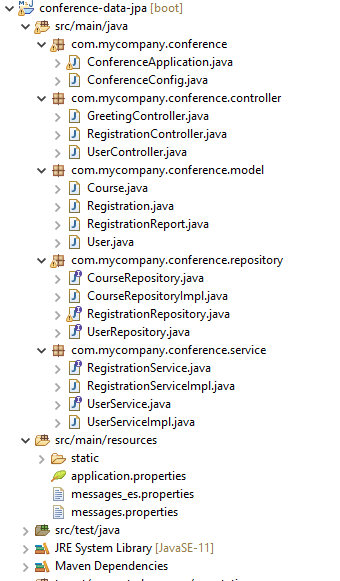 conference-data-jpa [boot]
src/main/java
com.mycompany.conference
ConferenceApplication.java
ConferenceConfig.java
com.mycompany.conference.controller
GreetingController.java
RegistrationController.java
UserController.java
com.mycompany.conference.model
Course.java
Registration.java
RegistrationReport.java
User.java
com.mycompany.conference.repository
CourseRepository.java
CourseRepositoryImpl.java
RegistrationRepository.java
UserRepository.java
com.mycompany.conference.service
RegistrationService.java
RegistrationServiceImpl.java
UserService.java
UserServiceImpl.java
src/main/resources
static
application.properties
messages_es.properties
messages.properties
src/test/java
JRE System Library [JavaSE-11]
Maven Dependencies